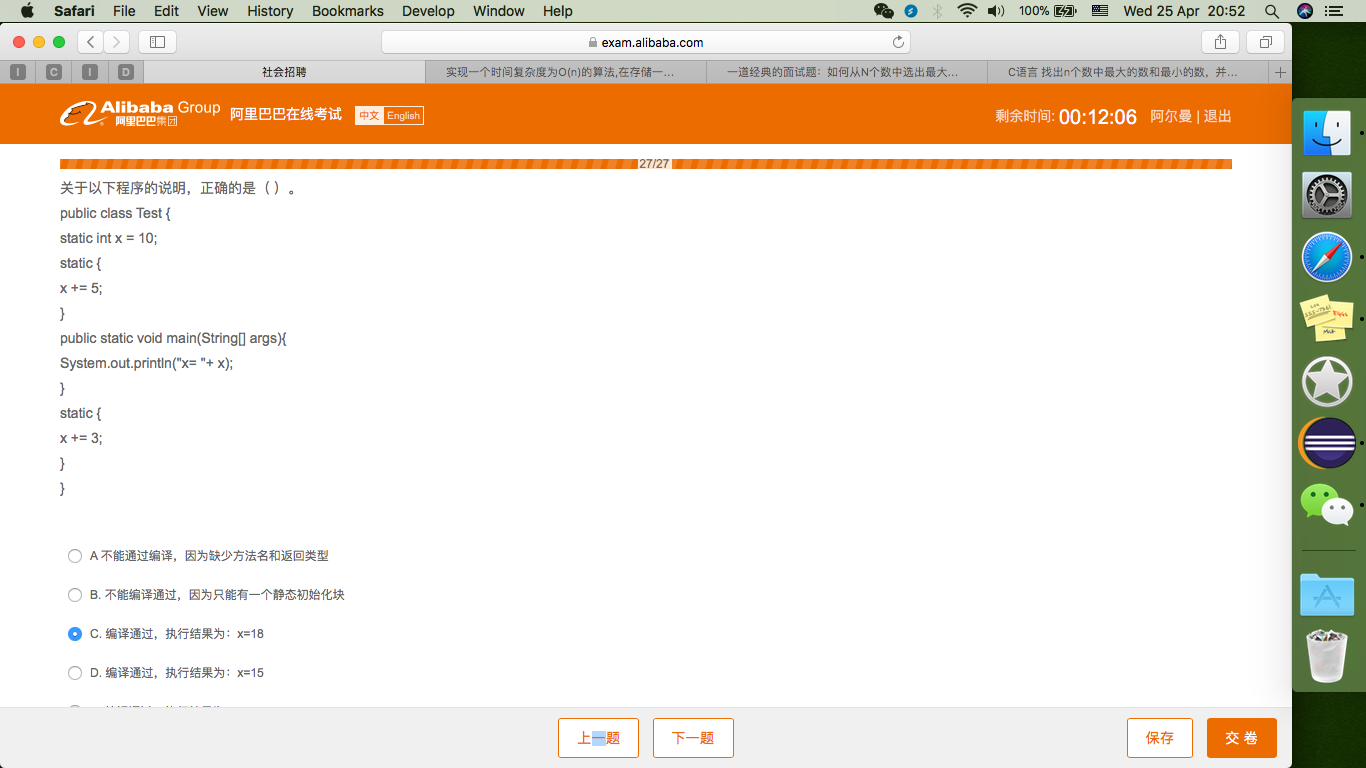 Safari File Edit View History Bookmarks Develop Window Help 100% Wed 25 Apr 20:52
exam.alibaba.com
I C I D 社会招聘 实现一个时间复杂度为O(n)的算法,在存储一... 一道经典的面试题：如何从N个数中选出最大... C语言 找出n个数中最大的数和最小的数，并...
Alibaba Group 阿里巴巴集团 阿里巴巴在线考试 中文 English 剩余时间: 00:12:06 阿尔曼 | 退出
27/27
关于以下程序的说明，正确的是（ ）。
public class Test {
static int x = 10;
static {
x += 5;
}
public static void main(String[] args){
System.out.println("x= "+ x);
}
static {
x += 3;
}
}
A 不能通过编译，因为缺少方法名和返回类型
B. 不能编译通过，因为只能有一个静态初始化块
C. 编译通过，执行结果为：x=18
D. 编译通过，执行结果为：x=15
上一题 下一题 保存 交 卷